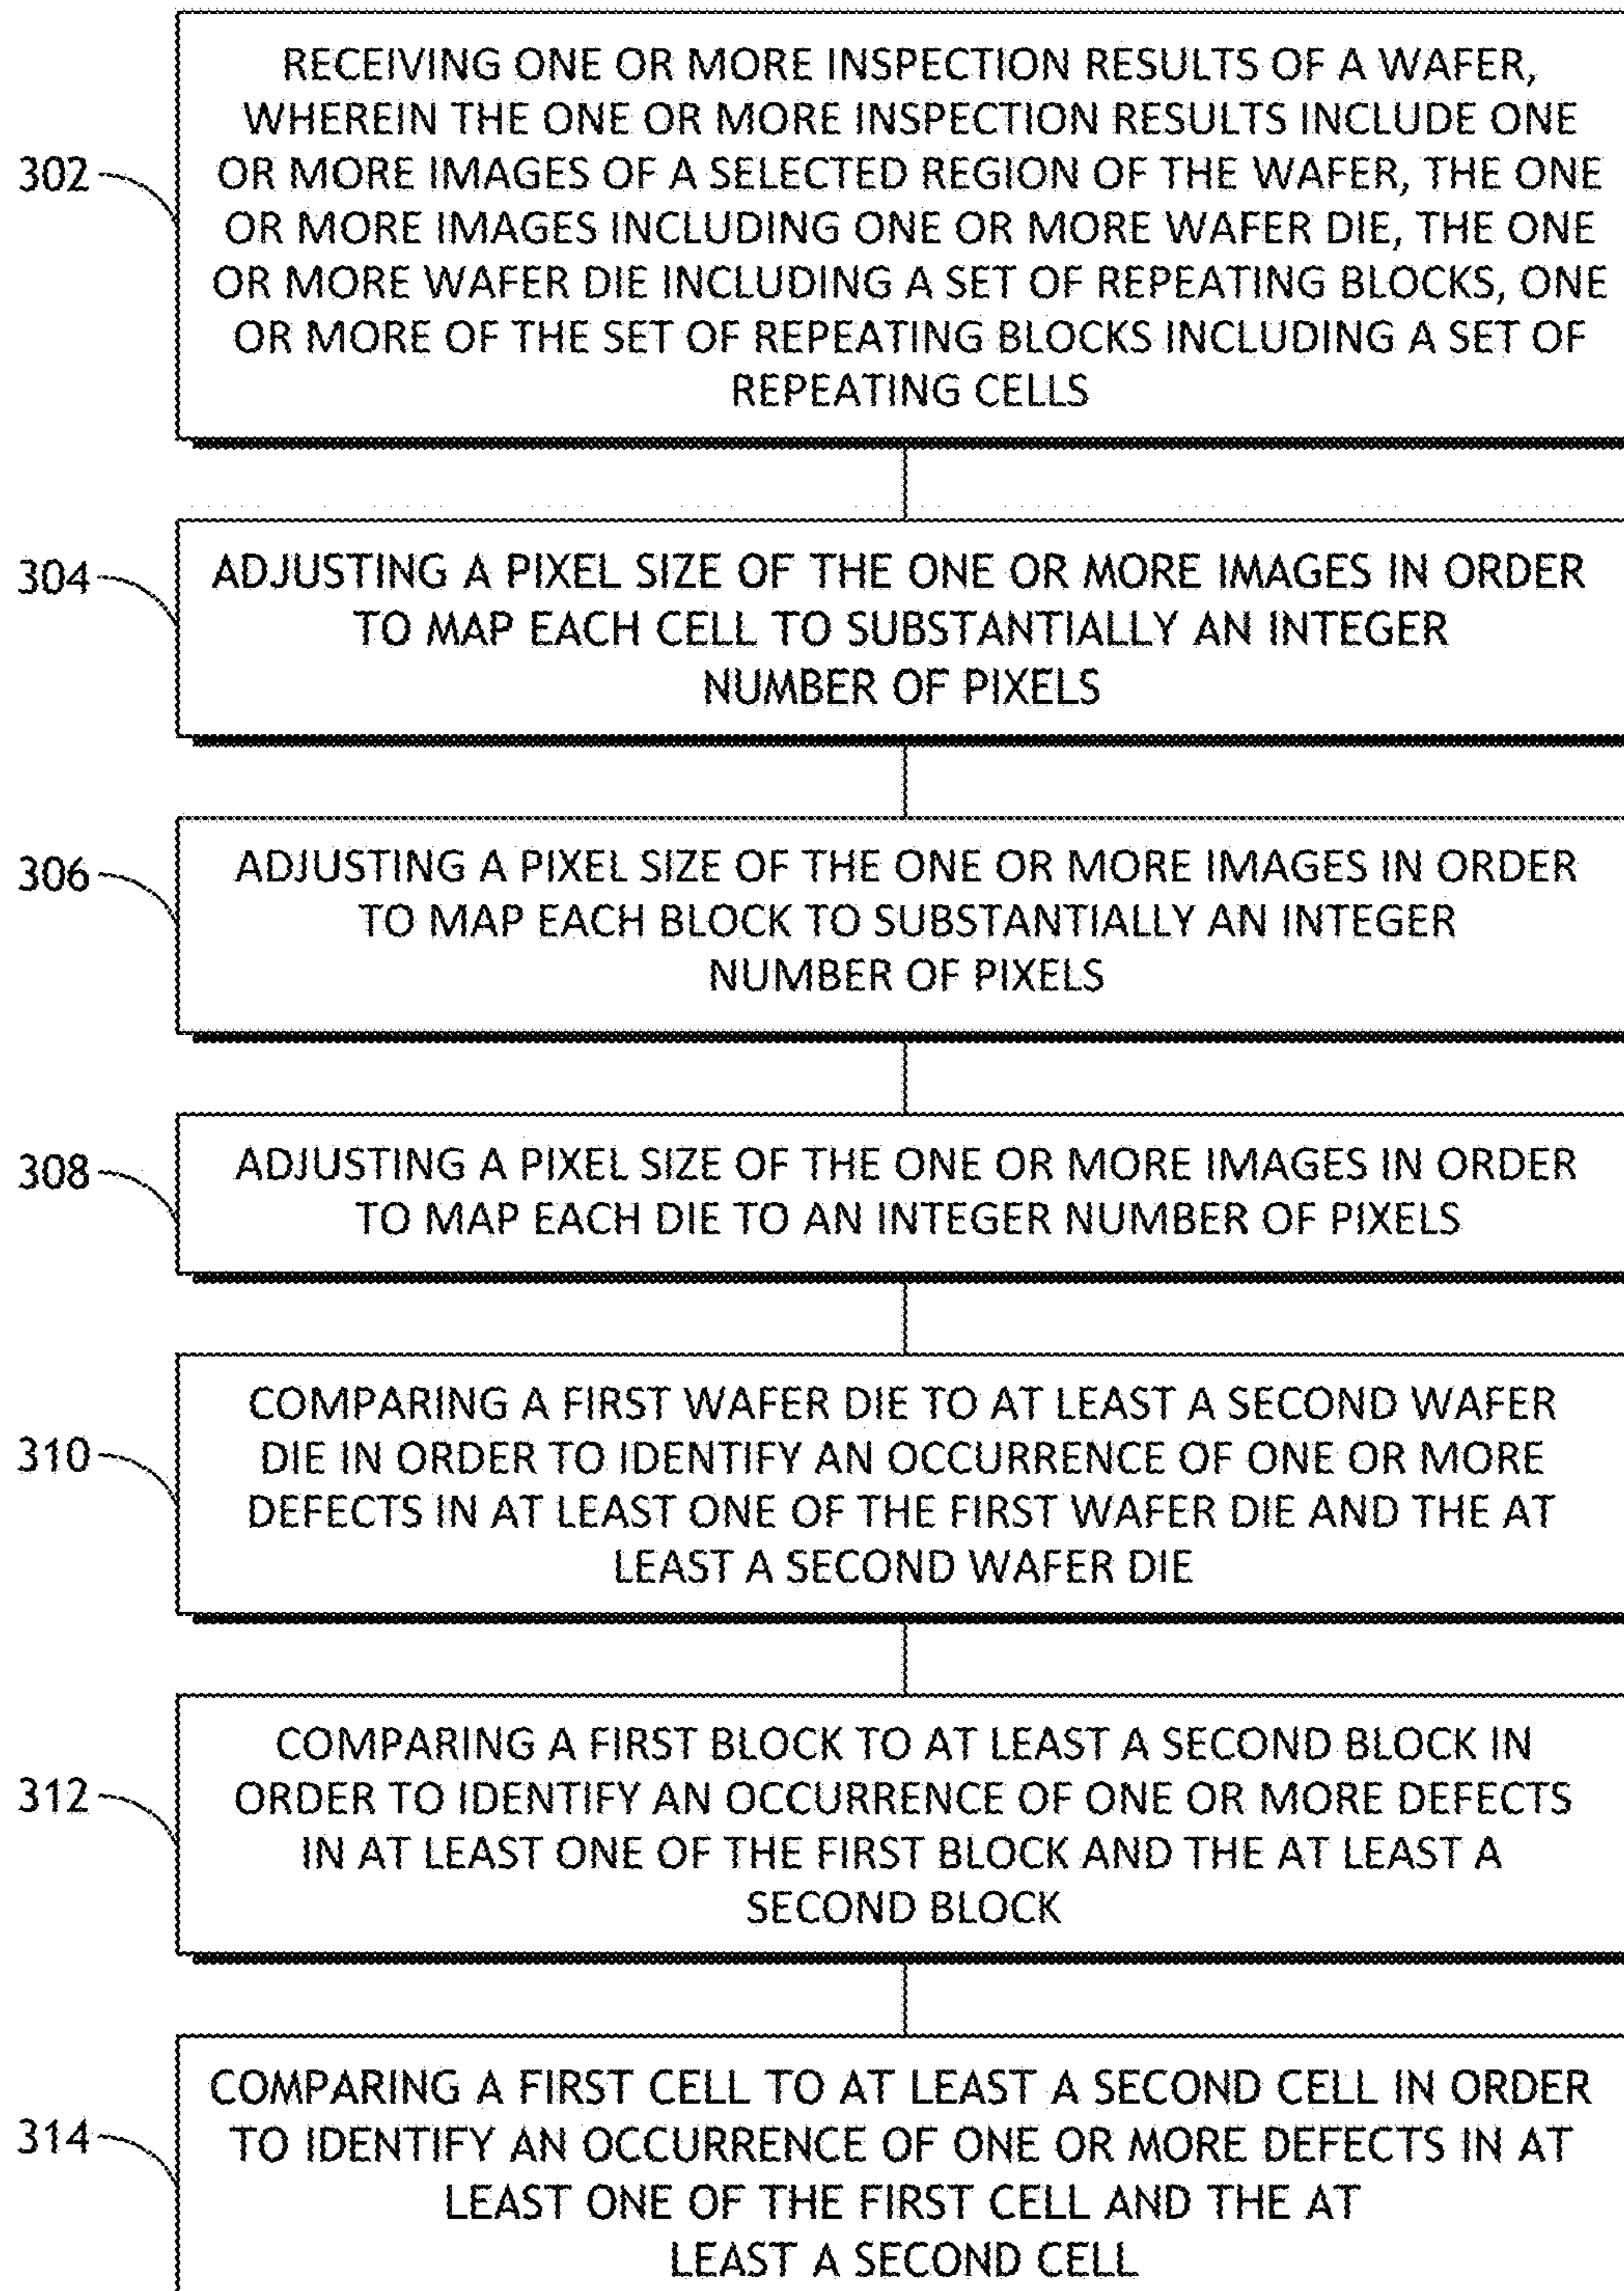 RECEIVING ONE OR MORE INSPECTION RESULTS OF A WAFER,
WHEREIN THE ONE OR MORE INSPECTION RESULTS INCLUDE ONE
302
OR MORE IMAGES OF A SELECTED REGION OF THE WAFER, THE ONE
OR MORE IMAGES INCLUDING ONE OR MORE WAFER DIE, THE ONE
OR MORE WAFER DIE INCLUDING A SET OF REPEATING BLOCKS, ONE
OR MORE OF THE SET OF REPEATING BLOCKS INCLUDING A SET OF
REPEATING CELLS
304
ADJUSTING A PIXEL SIZE OF THE ONE OR MORE IMAGES IN ORDER
TO MAP EACH CELL TO SUBSTANTIALLY AN INTEGER
NUMBER OF PIXELS
306
ADJUSTING A PIXEL SIZE OF THE ONE OR MORE IMAGES IN ORDER
TO MAP EACH BLOCK TO SUBSTANTIALLY AN INTEGER
NUMBER OF PIXELS
308
ADJUSTING A PIXEL SIZE OF THE ONE OR MORE IMAGES IN ORDER
TO MAP EACH DIE TO AN INTEGER NUMBER OF PIXELS
COMPARING A FIRST WAFER DIE TO AT LEAST A SECOND WAFER
310
DIE IN ORDER TO IDENTIFY AN OCCURRENCE OF ONE OR MORE
DEFECTS IN AT LEAST ONE OF THE FIRST WAFER DIE AND THE AT
LEAST A SECOND WAFER DIE
COMPARING A FIRST BLOCK TO AT LEAST A SECOND BLOCK IN
312
ORDER TO IDENTIFY AN OCCURRENCE OF ONE OR MORE DEFECTS
IN AT LEAST ONE OF THE FIRST BLOCK AND THE AT LEAST A
SECOND BLOCK
COMPARING A FIRST CELL TO AT LEAST A SECOND CELL IN ORDER
314
TO IDENTIFY AN OCCURRENCE OF ONE OR MORE DEFECTS IN AT
LEAST ONE OF THE FIRST CELL AND THE AT
LEAST A SECOND CELL